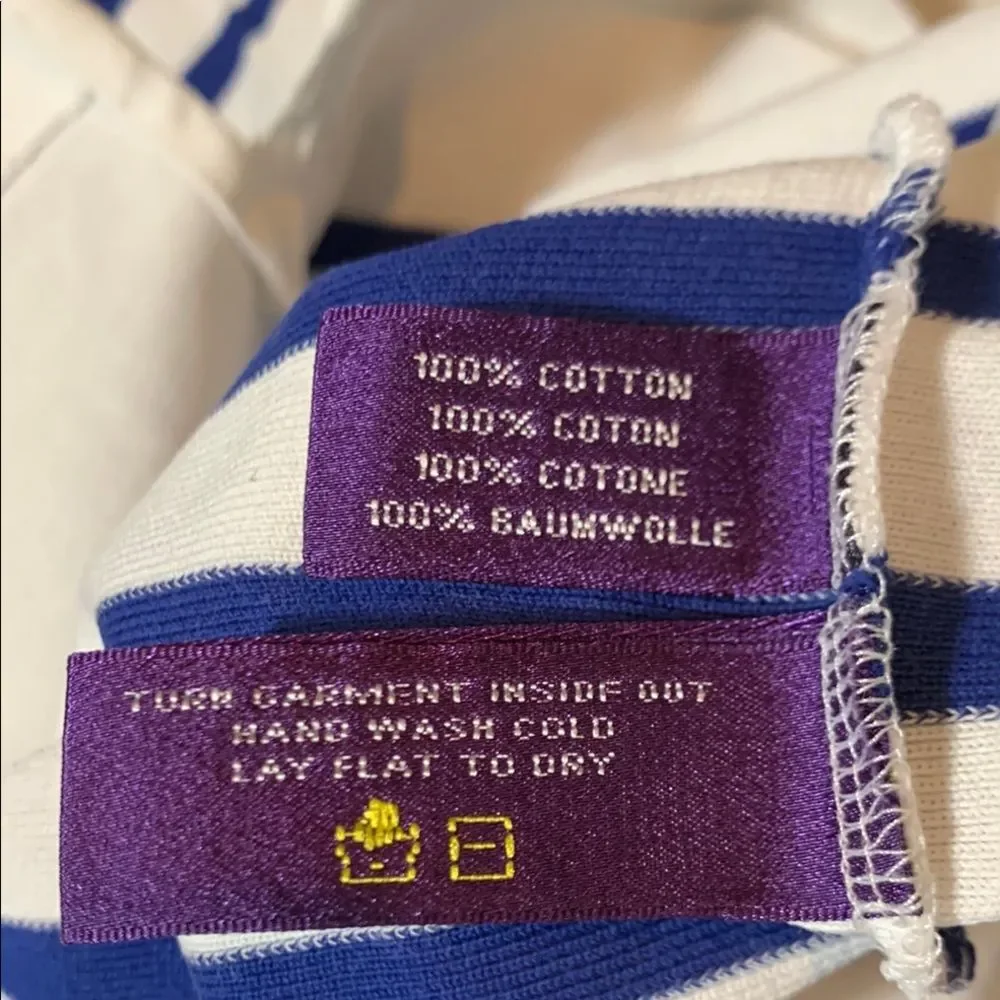 100% COTTON
100% COTON
100% COTONE
100% BAUMWOLLE
TURN GARMENT INSIDE OUT
HAND WASH COLD
LAY FLAT TO DRY